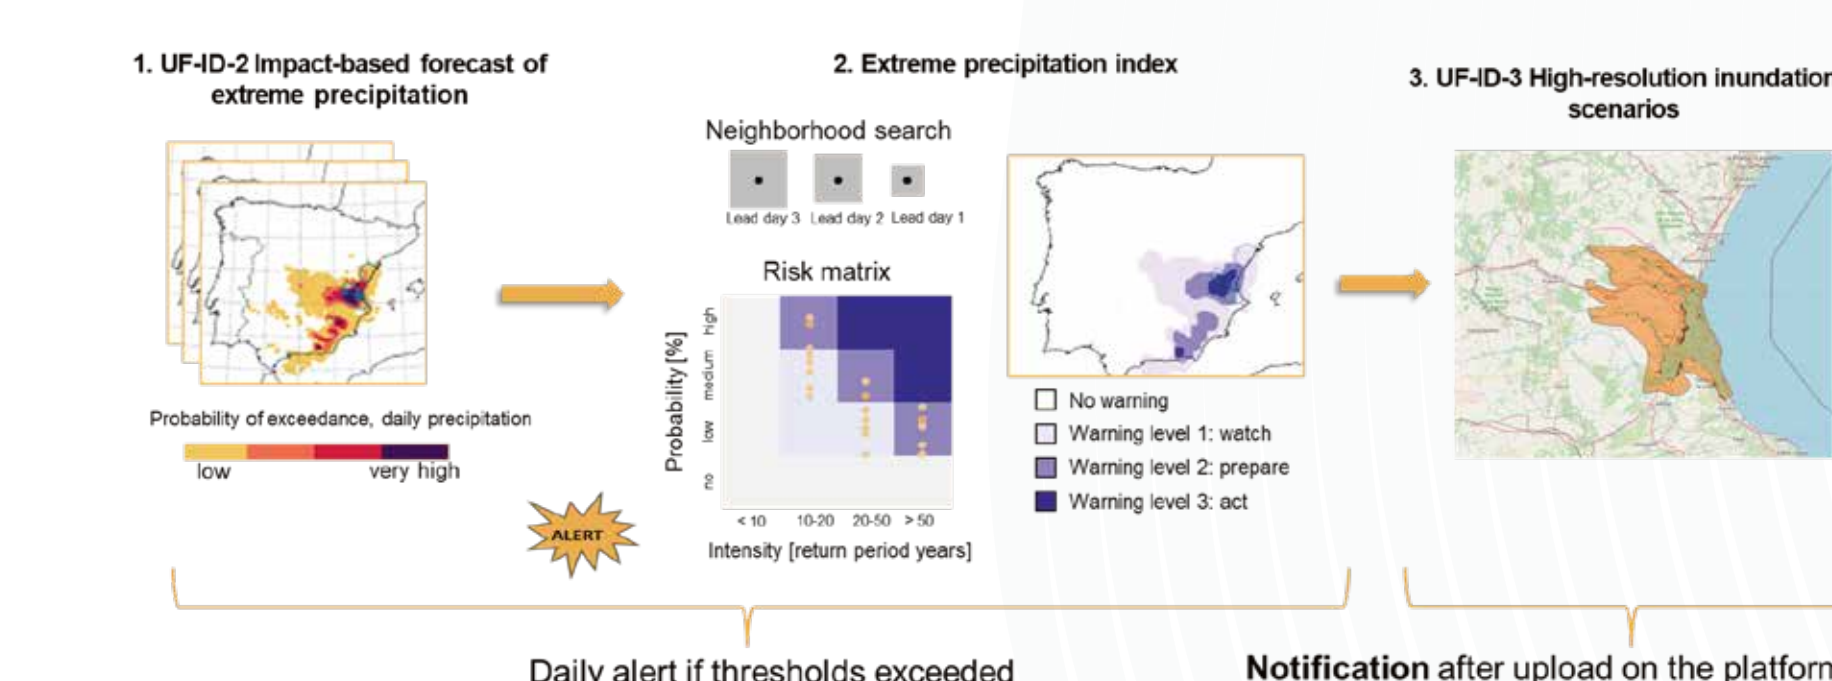 1. UF-ID-2 Impact-based forecast of
extreme precipitation
Probability of exceedance, daily precipitation
low
very high
ALERT
2. Extreme precipitation index
Neighborhood search
Lead day 3
Lead day 2
Lead day 1
Risk matrix
Probability [%]
high
medium
low
no
< 10
10-20
20-50
> 50
Intensity [return period years]
No warning
Warning level 1: watch
Warning level 2: prepare
Warning level 3: act
3. UF-ID-3 High-resolution inundation
scenarios
Daily alert if thresholds exceeded
Notification after upload on the platform